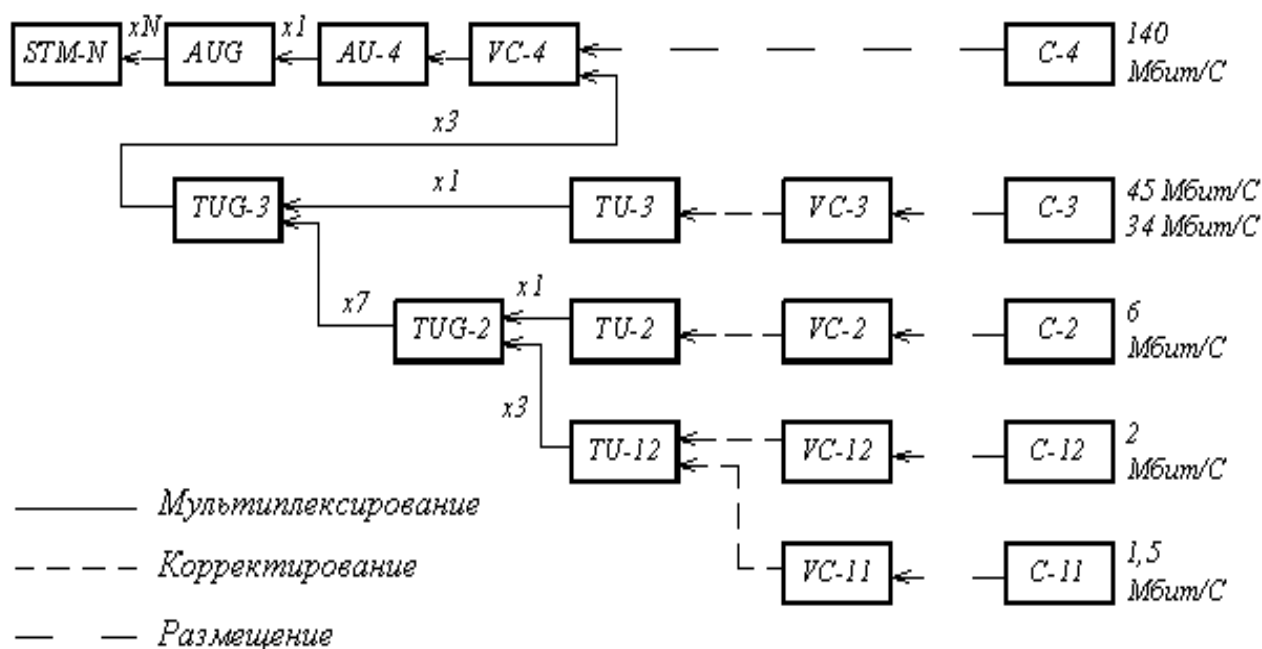 xN x1
STM-N AUG AU-4 VC-4 C-4 140
Мбит/С
x3
x1
TUG-3 TU-3 VC-3 C-3 45 Мбит/С
34 Мбит/С
x7 x1
TUG-2 TU-2 VC-2 C-2 6
Мбит/С
x3
TU-12 VC-12 C-12 2
Мбит/С
Мультиплексирование
Корректирование
VC-11 C-11 1,5
Мбит/С
Размещение